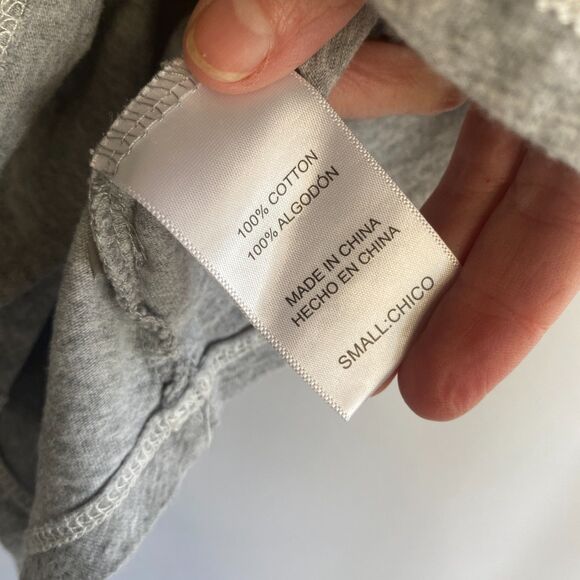 100% COTTON
100% ALGODÓN
MADE IN CHINA
HECHO EN CHINA
SMALL:CHICO